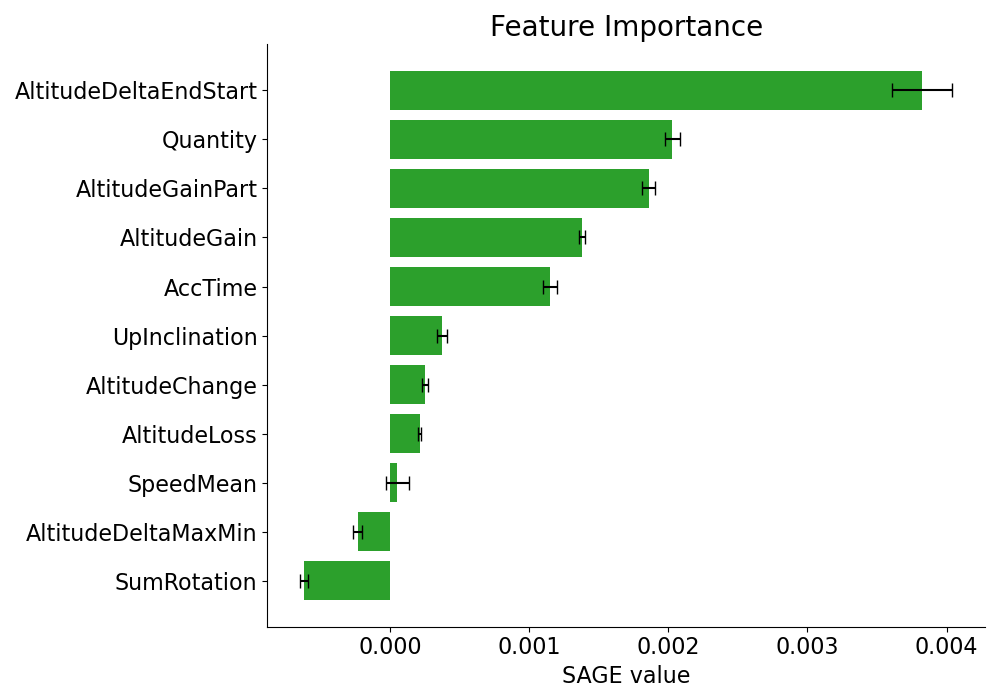 Feature Importance
AltitudeDeltaEndStart
Quantity
AltitudeGainPart
AltitudeGain
AccTime
UpInclination
AltitudeChange
AltitudeLoss
SpeedMean
AltitudeDeltaMaxMin
SumRotation
0.000 0.001 0.002 0.003 0.004
SAGE value